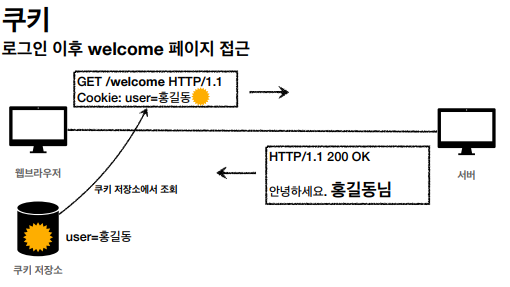 쿠키
로그인 이후 welcome 페이지 접근
GET /welcome HTTP/1.1
Cookie: user=홍길동
웹브라우저
서버
HTTP/1.1 200 OK
안녕하세요. 홍길동님
쿠키 저장소에서 조회
user=홍길동
쿠키 저장소